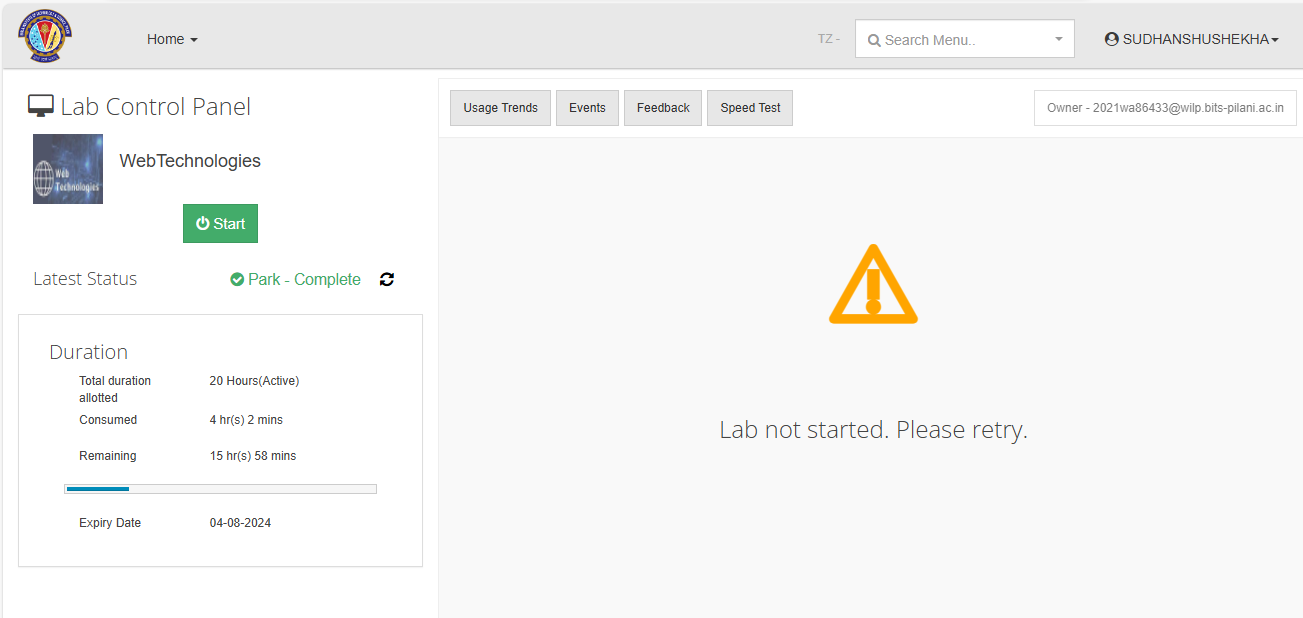 Home
TZ -
Search Menu..
SUDHANSHUSHEKHA
Lab Control Panel
Web
Technologies
WebTechnologies
Start
Latest Status
Park - Complete
Duration
Total duration
allotted
20 Hours(Active)
Consumed
4 hr(s) 2 mins
Remaining
15 hr(s) 58 mins
Expiry Date
04-08-2024
Usage Trends
Events
Feedback
Speed Test
Owner - 2021wa86433@wilp.bits-pilani.ac.in
Lab not started. Please retry.